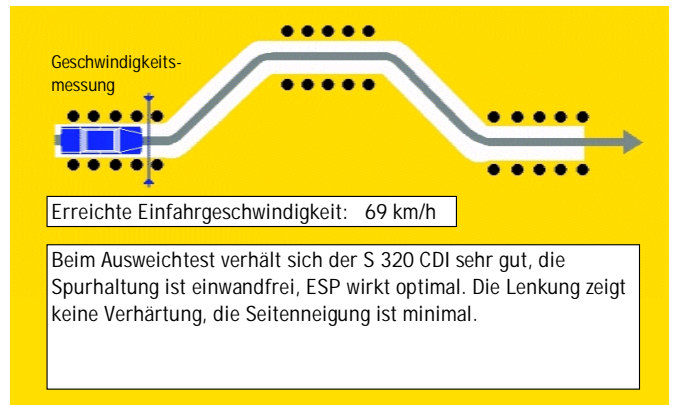 Geschwindigkeits-
messung
Erreichte Einfahrgeschwindigkeit: 69 km/h
Beim Ausweichtest verhält sich der S 320 CDI sehr gut, die
Spurhaltung ist einwandfrei, ESP wirkt optimal. Die Lenkung zeigt
keine Verhärtung, die Seitenneigung ist minimal.